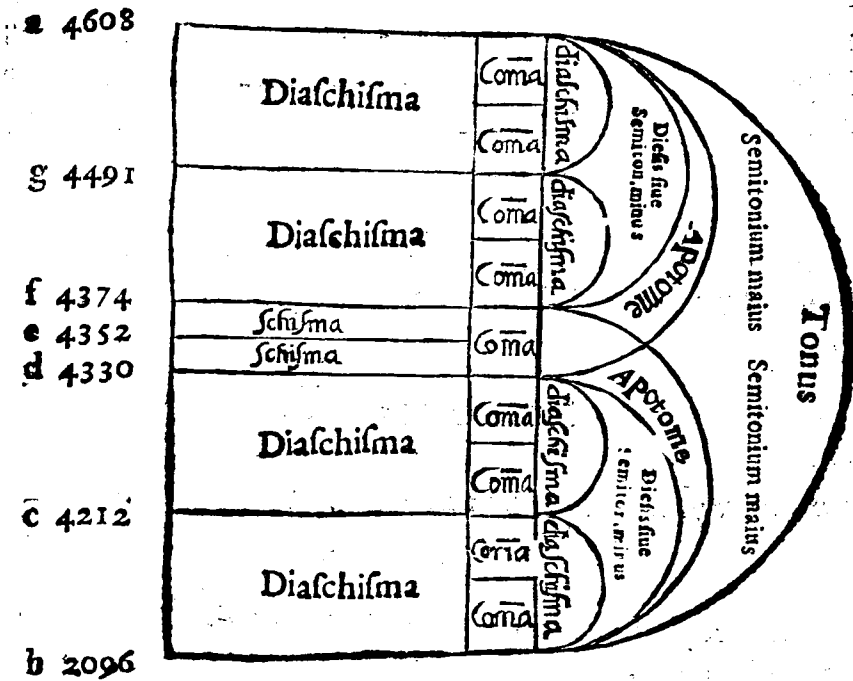 a 4608
Diaſchiſma
Coma
Coma
diaſchiſma
g 4491
Diaſchiſma
Coma
Coma
diaſchiſma
Dieſis ſiue
Semiton. minus
Apotome
Semitonium maius
f 4374
ſchiſma
e 4352
ſchiſma
Coma
d 4330
Tonus
Diaſchiſma
Coma
Coma
diaſchiſma
Apotome
Semitonium maius
c 4212
Diaſchiſma
Coma
Coma
diaſchiſma
Dieſis ſiue
b 2096